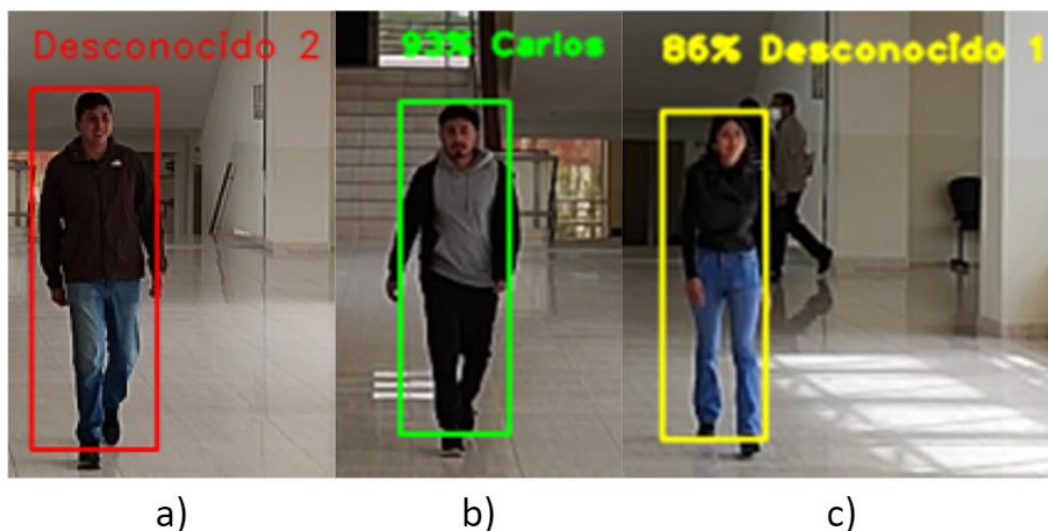 Desconocido 2
93% Carlos
86% Desconocido 1
a)
b)
c)